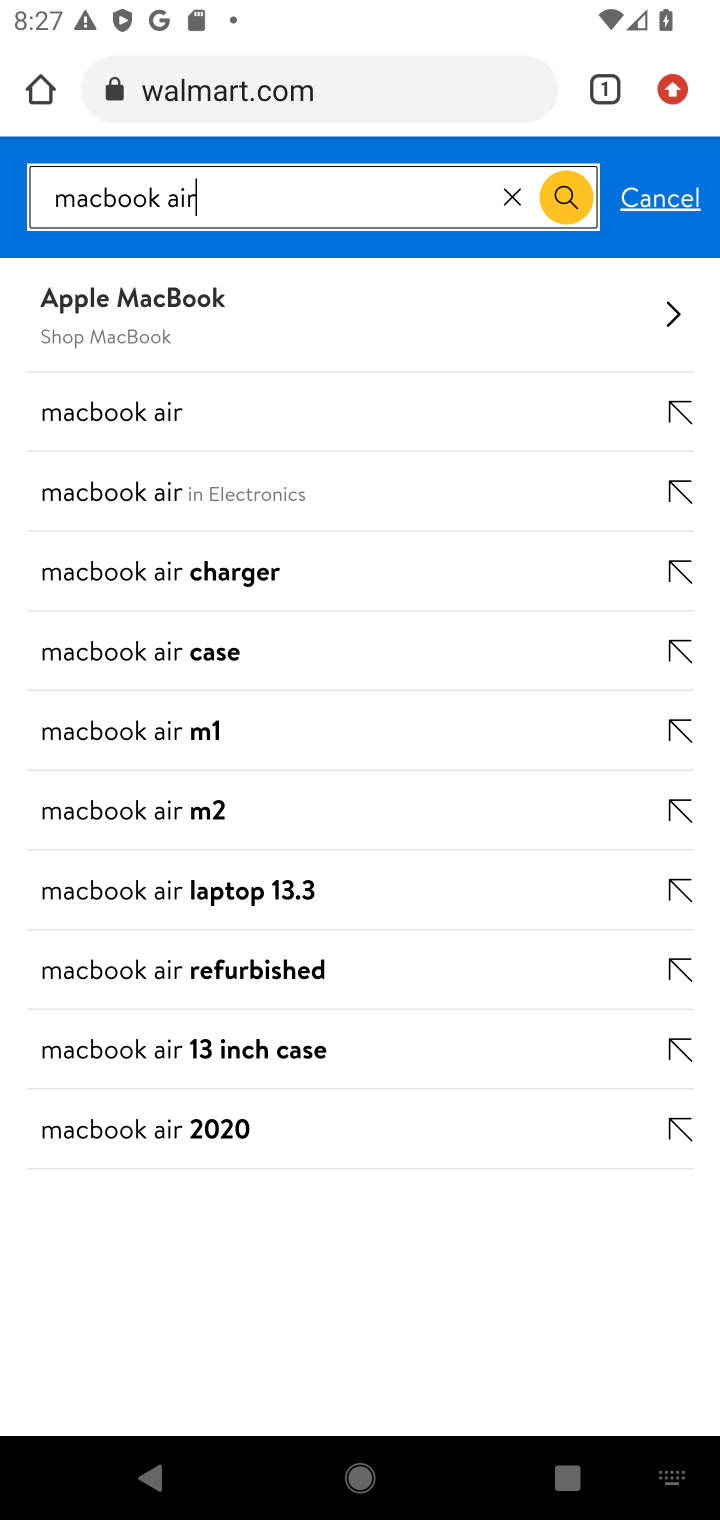 8:27
1
walmart.com
macbook air
Cancel
Apple MacBook
Shop MacBook
macbook air
macbook air in Electronics
macbook air charger
macbook air case
macbook air m1
macbook air m2
macbook air laptop 13.3
macbook air refurbished
macbook air 13 inch case
macbook air 2020